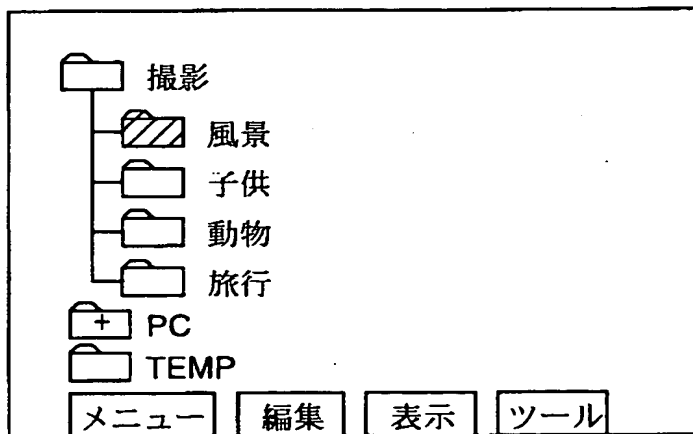 撮影
風景
子供
動物
旅行
+ PC
TEMP
メニュー 編集 表示 ツール